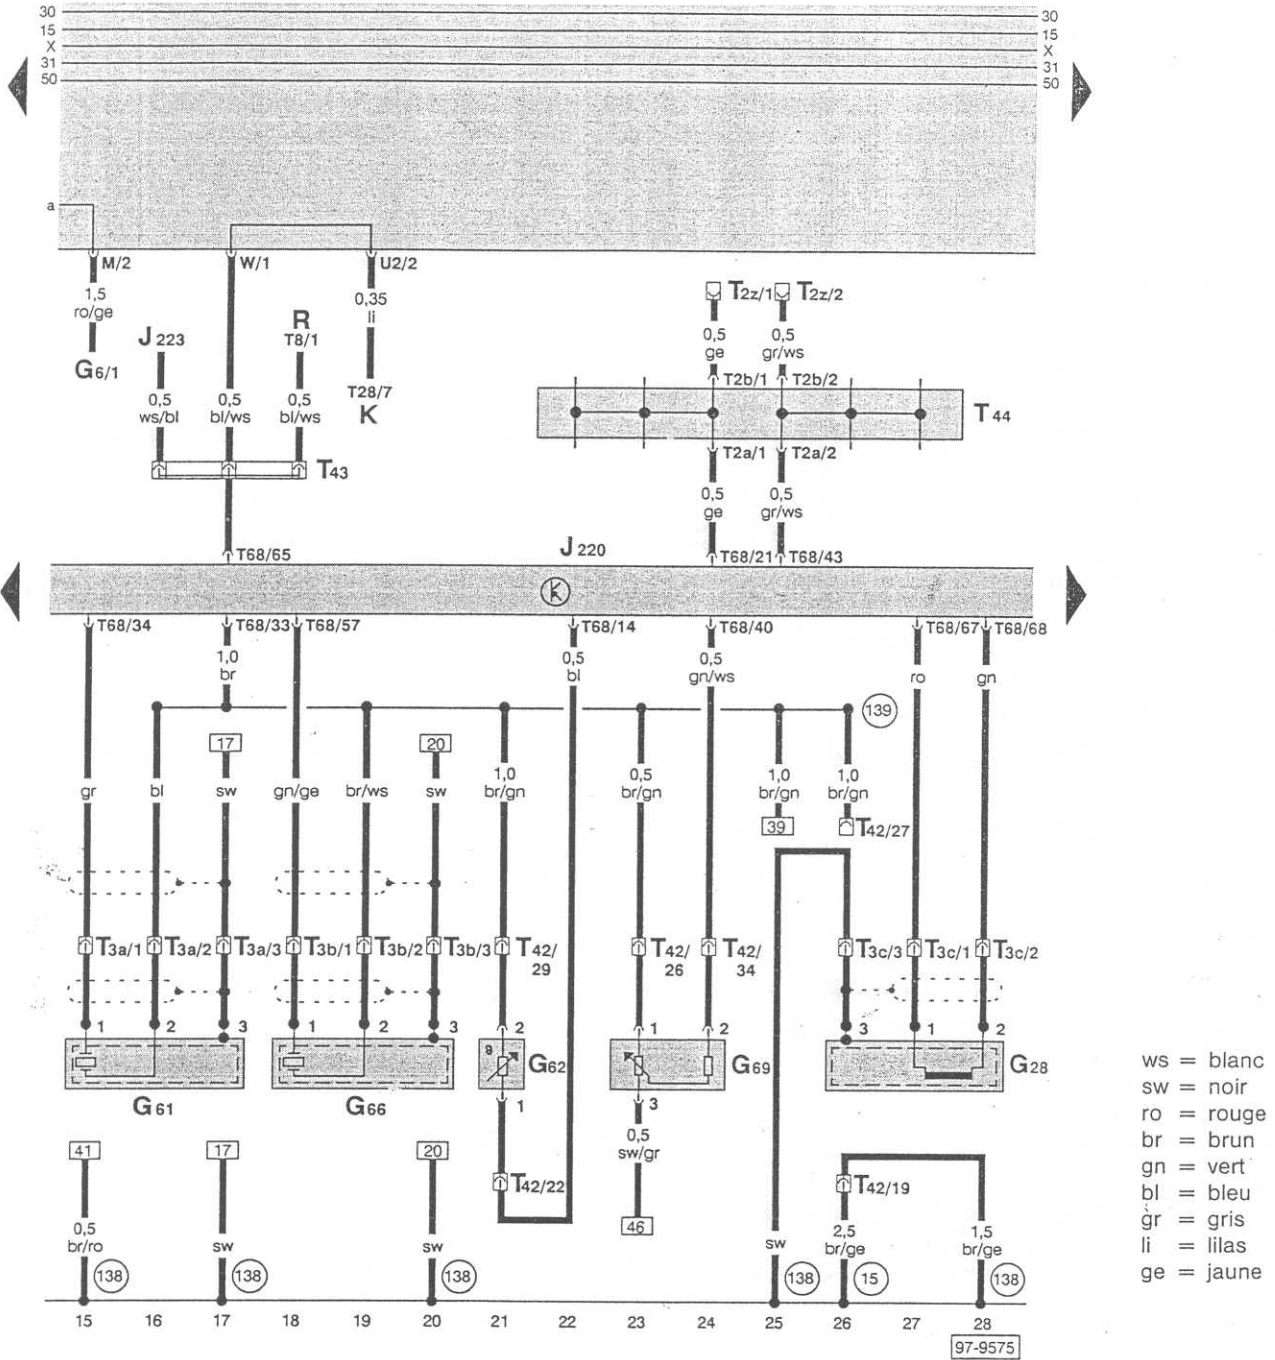 30 30
15 15
X X
31 31
50 50
a
M/2 W/1 U2/2
1,5 0,35
ro/ge li
T2z/1 T2z/2
R
J223 T8/1
0,5 0,5
ge gr/ws
G6/1
T28/7
K
T2b/1 T2b/2
0,5 0,5 0,5
ws/bl bl/ws bl/ws
T44
T43
T2a/1 T2a/2
0,5 0,5
ge gr/ws
T68/65 J220 T68/21 T68/43
T68/34 T68/33 T68/57 T68/14 T68/40 T68/67 T68/68
1,0 0,5 0,5
br bl gn/ws ro gn
139
17 20
1,0 0,5 1,0 1,0
gr bl sw gn/ge br/ws sw br/gn br/gn br/gn br/gn
39 T42/27
T3a/1 T3a/2 T3a/3 T3b/1 T3b/2 T3b/3 T42/29 T42/26 T42/34 T3c/3 T3c/1 T3c/2
1 2 3 1 2 3 2 1 2 3 1 2
9
G62 G69 G28
1 3
G61 G66
0,5
sw/gr
41 17 20
T42/22 T42/19
46
0,5 2,5 1,5
br/ro sw sw sw br/ge br/ge
138 138 138 138 15 138
15 16 17 18 19 20 21 22 23 24 25 26 27 28
97-9575
ws = blanc
sw = noir
ro = rouge
br = brun
gn = vert
bl = bleu
gr = gris
li = lilas
ge = jaune